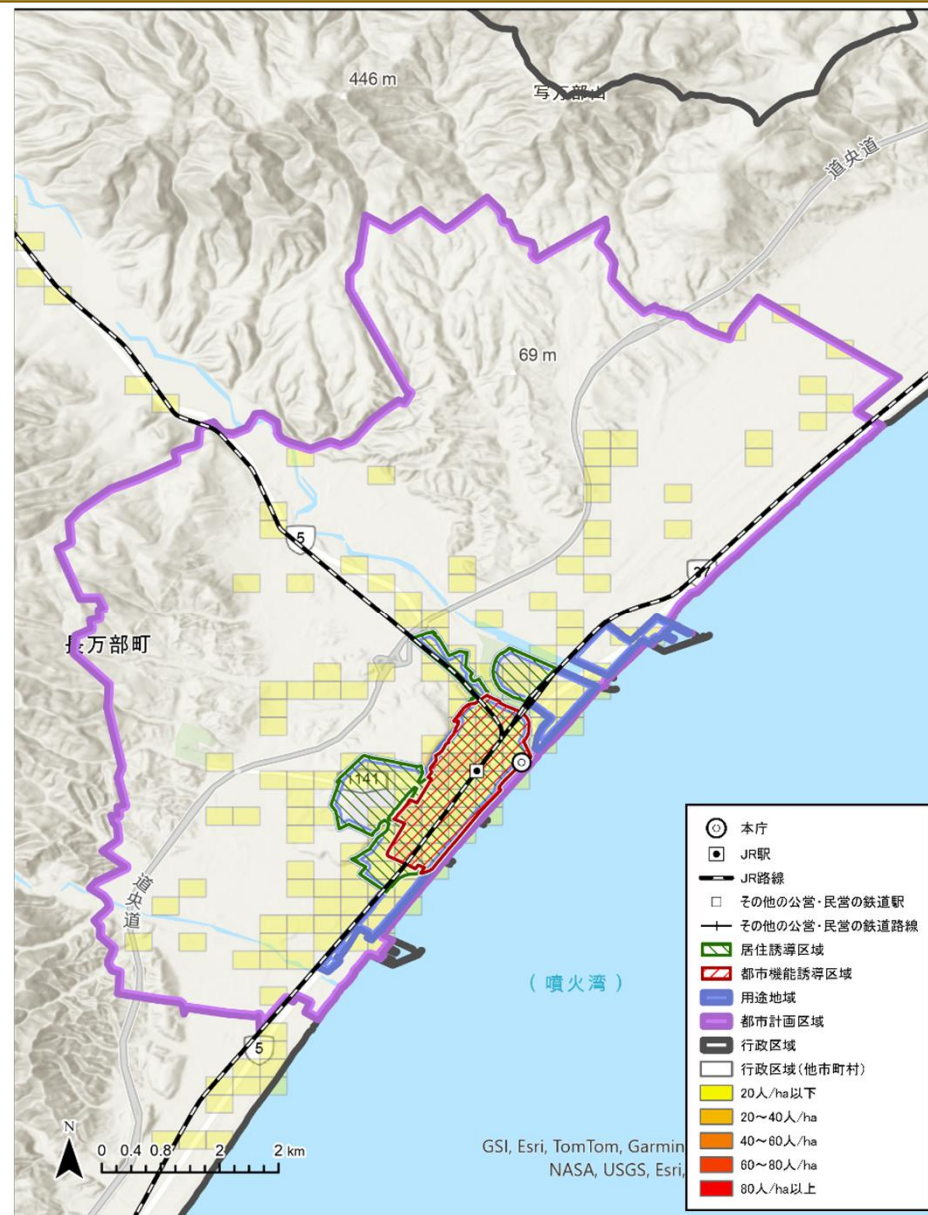 446 m
写万部山
道央道
69 m
5
37
長万部町
141
道央道
(噴火湾)
5
N
0 0.4 0.8
2
2 km
GSI, Esri, TomTom, Garmin
NASA, USGS, Esri,
本庁
JR駅
JR路線
その他の公営・民営の鉄道駅
その他の公営・民営の鉄道路線
居住誘導区域
都市機能誘導区域
用途地域
都市計画区域
行政区域
行政区域(他市町村)
20人/ha以下
20～40人/ha
40～60人/ha
60～80人/ha
80人/ha以上